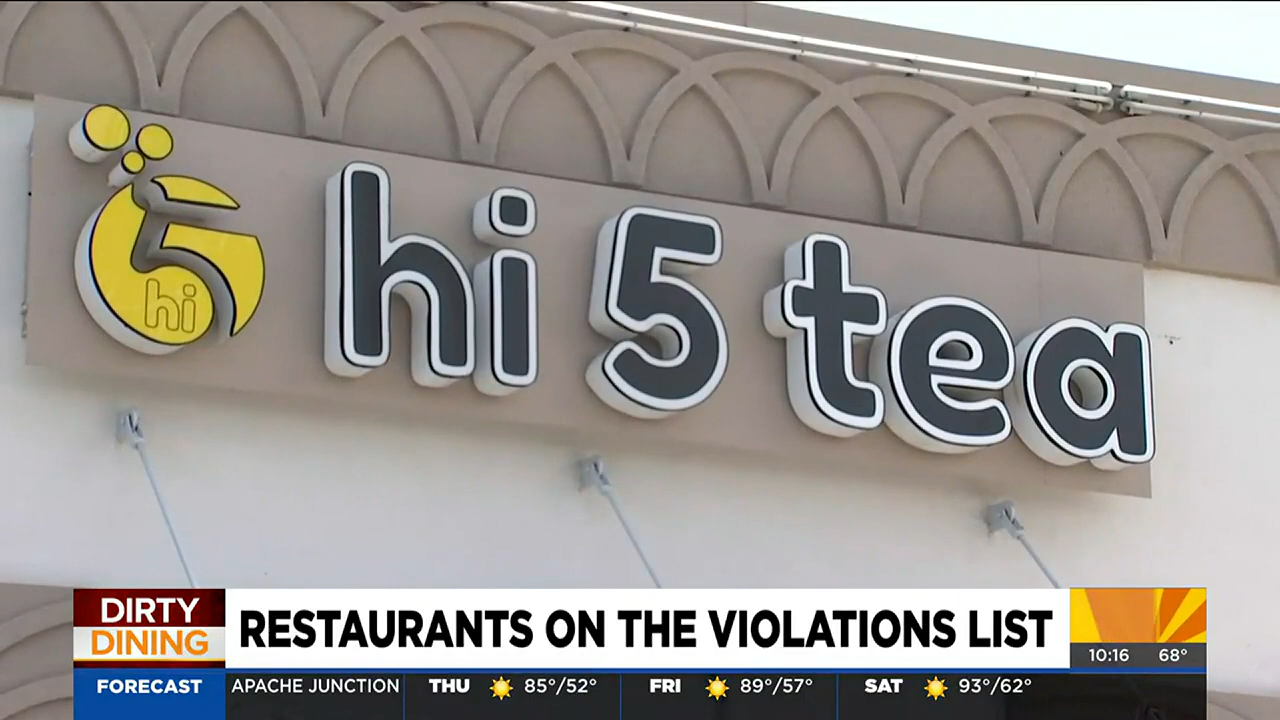 5
hi
hi 5 tea
DIRTY
DINING
RESTAURANTS ON THE VIOLATIONS LIST
10:16 68°
FORECAST APACHE JUNCTION THU 85°/52° FRI 89°/57° SAT 93°/62°